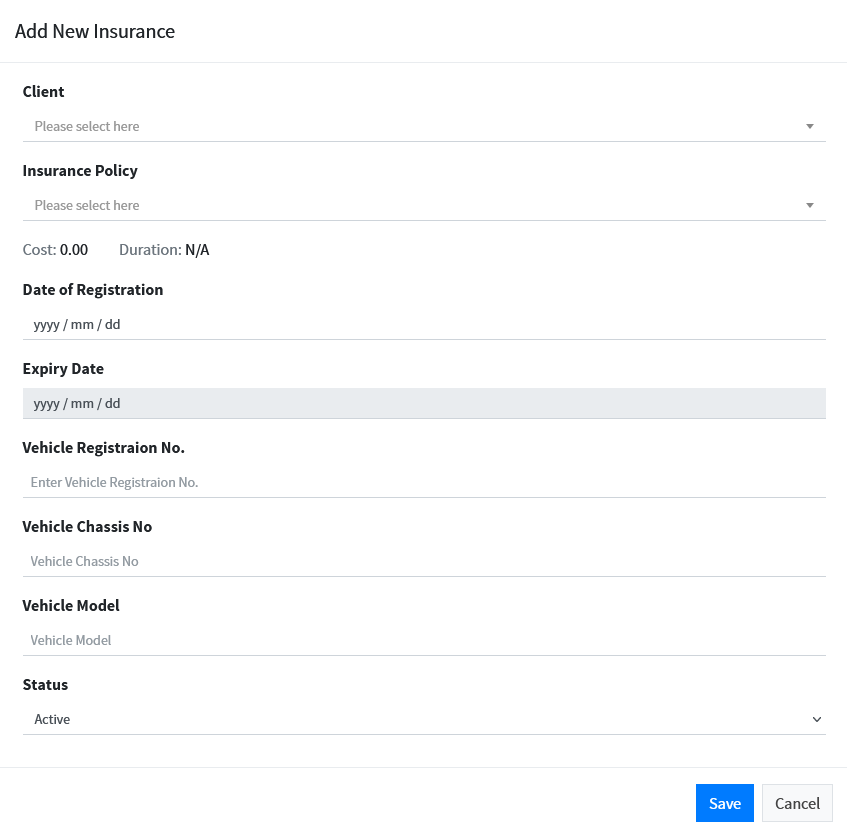 Add New Insurance
Client
Please select here
Insurance Policy
Please select here
Cost: 0.00 Duration: N/A
Date of Registration
yyyy / mm / dd
Expiry Date
yyyy / mm / dd
Vehicle Registraion No.
Enter Vehicle Registraion No.
Vehicle Chassis No
Vehicle Chassis No
Vehicle Model
Vehicle Model
Status
Active
Save Cancel